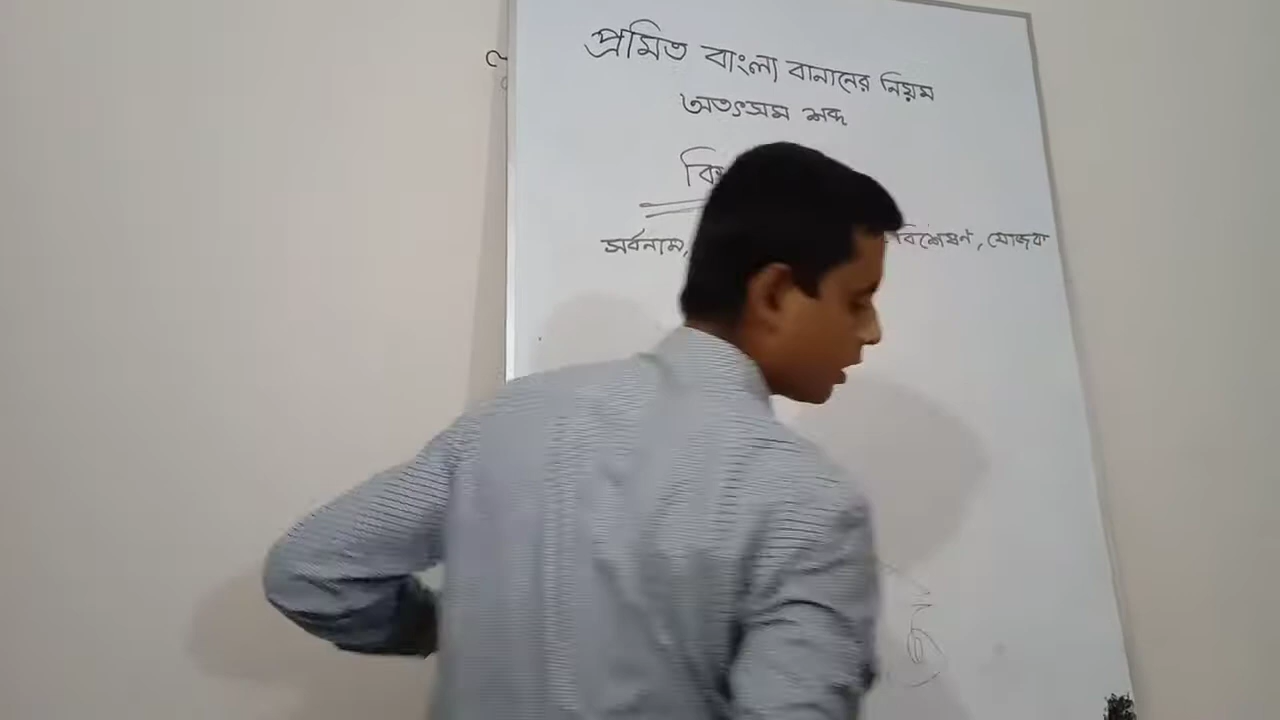 প্রমিত বাংলা বানানের নিয়ম
অতৎসম শব্দ
সর্বনাম, বিশেষণ, যোজক